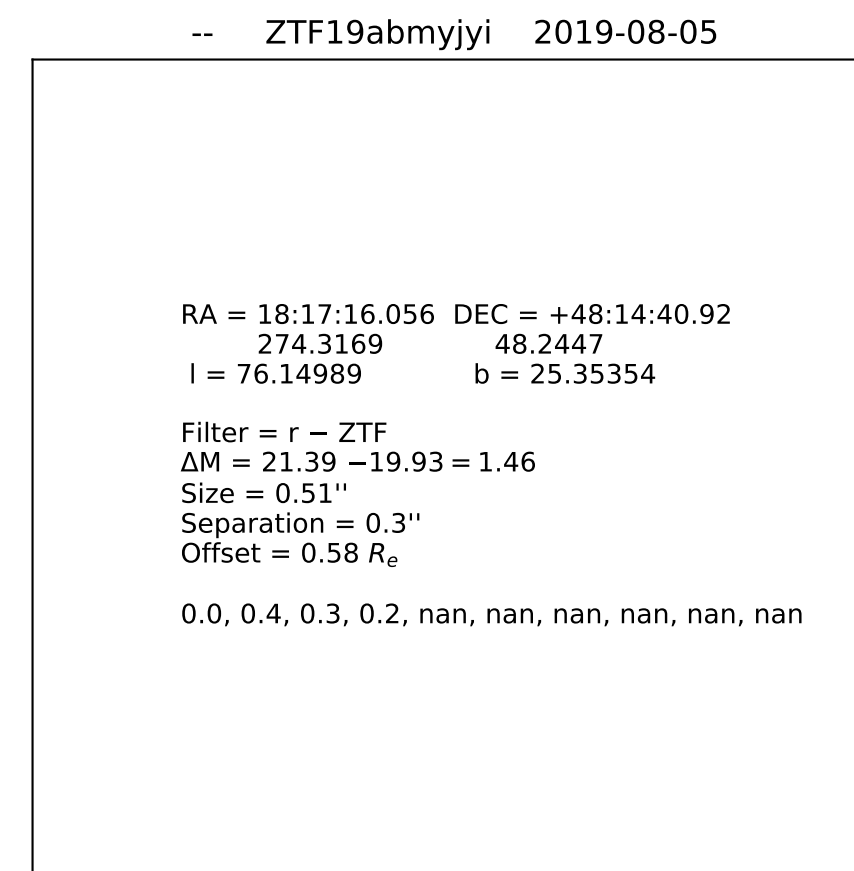 -- ZTF19abmyjyi 2019-08-05
RA = 18:17:16.056 DEC = +48:14:40.92
274.3169 48.2447
l = 76.14989 b = 25.35354
Filter = r − ZTF
ΔM = 21.39 −19.93 = 1.46
Size = 0.51''
Separation = 0.3''
Offset = 0.58 Re
0.0, 0.4, 0.3, 0.2, nan, nan, nan, nan, nan, nan